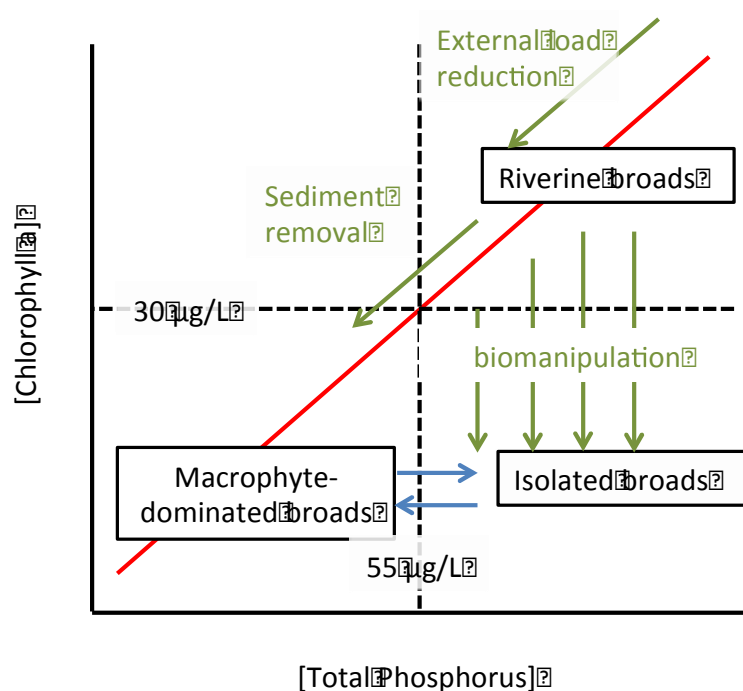 External load
reduction
Riverine broads
Sediment
removal
[Chlorophyll a]
30 µg/L
biomanipulation
Macrophyte-
dominated broads
Isolated broads
55 µg/L
[Total Phosphorus]